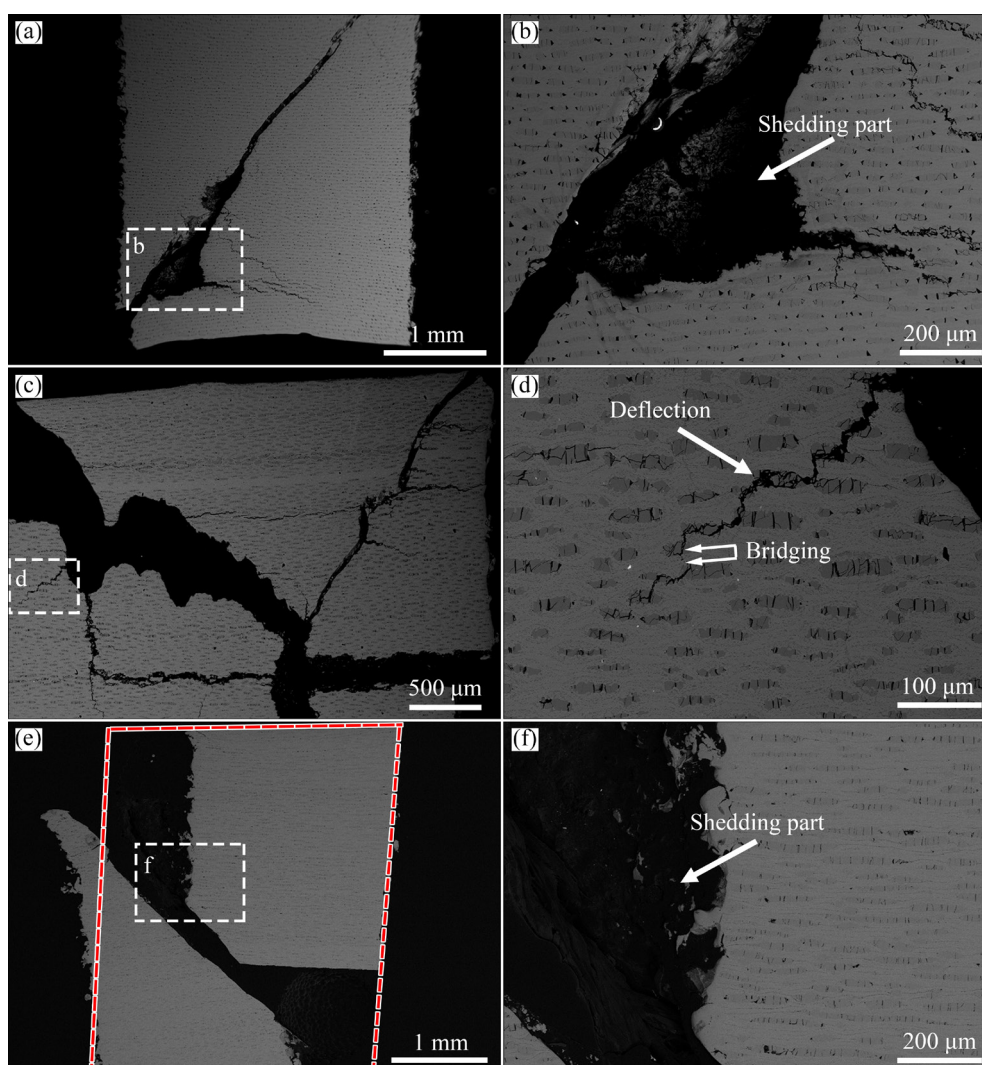 (a)
b
1 mm
(b)
Shedding part
200 μm
(c)
d
500 μm
(d)
Deflection
Bridging
100 μm
(e)
f
1 mm
(f)
Shedding part
200 μm